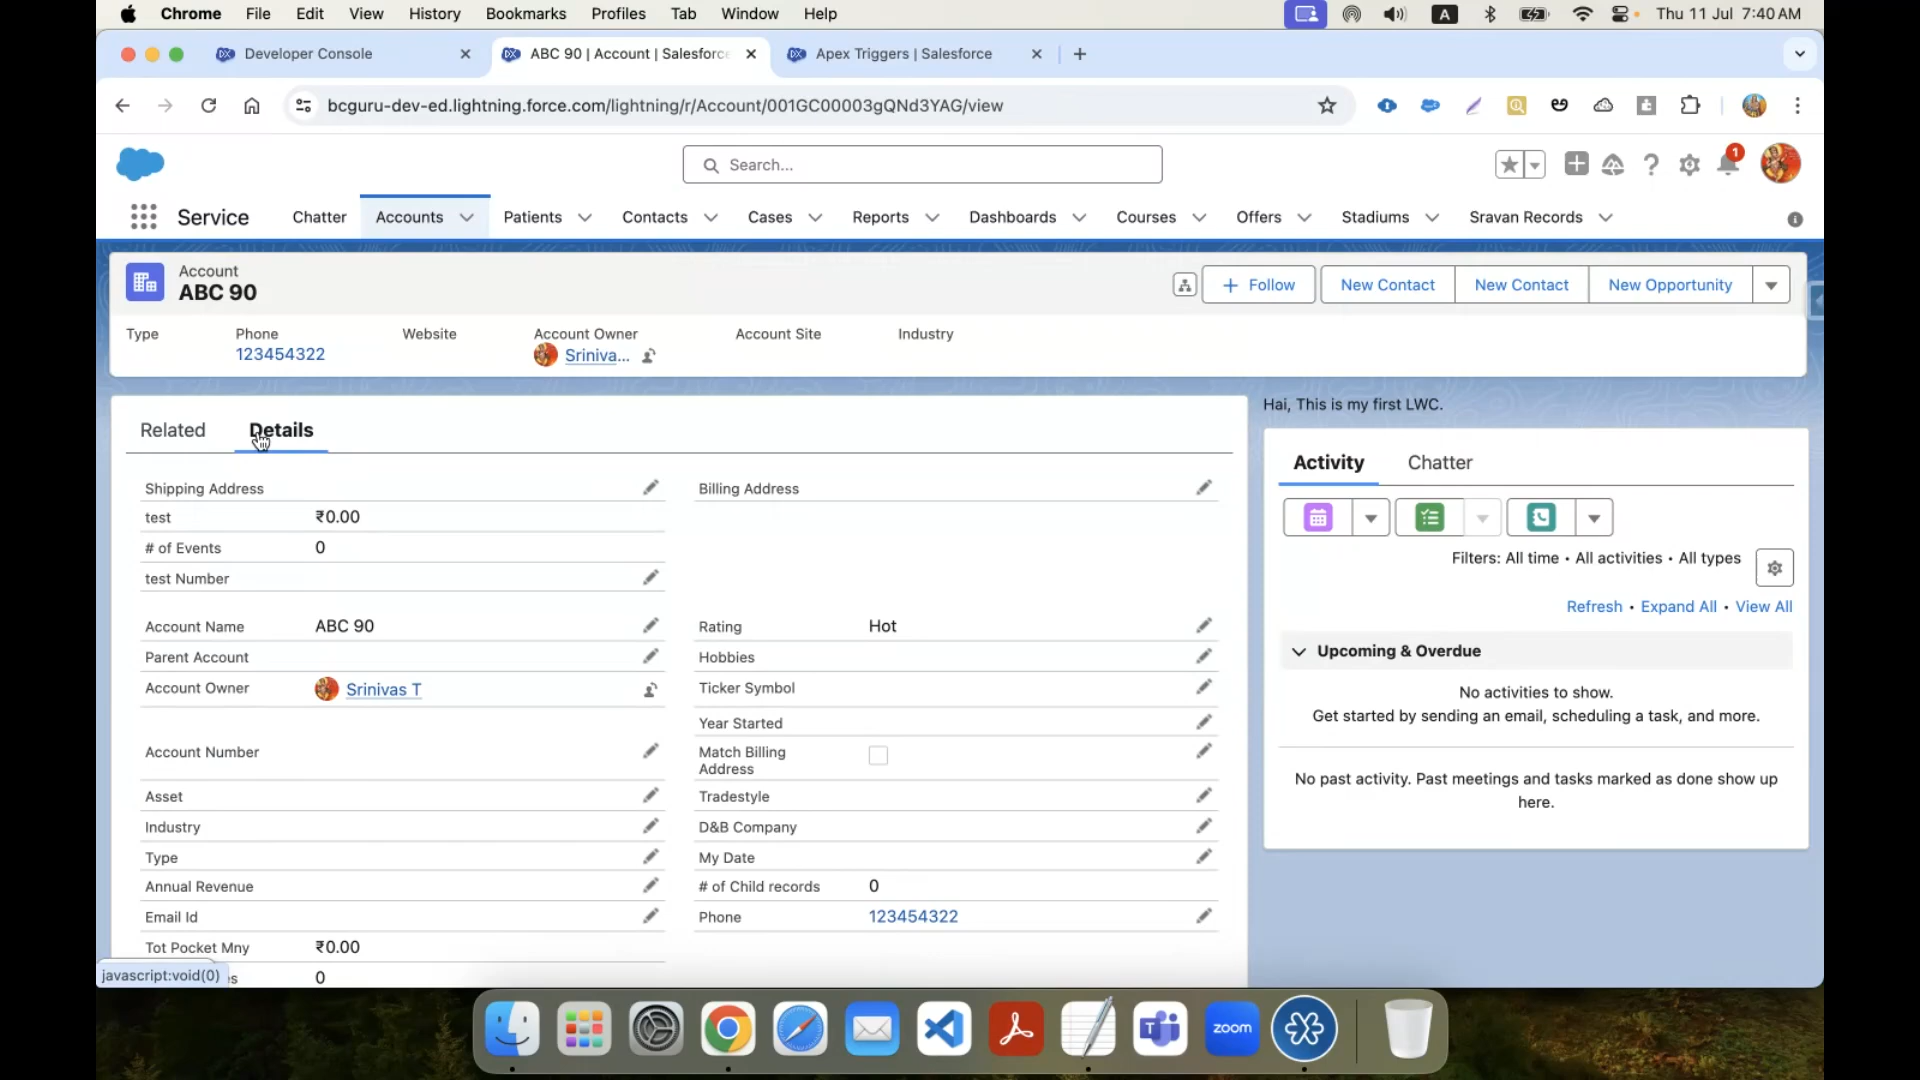 Chrome File Edit View History Bookmarks Profiles Tab Window Help A Thu 11 Jul 7:40 AM
Developer Console ABC 90 | Account | Salesforce Apex Triggers | Salesforce
bcguru-dev-ed.lightning.force.com/lightning/r/Account/001GC00003gQNd3YAG/view
Search... 1
Service Chatter Accounts Patients Contacts Cases Reports Dashboards Courses Offers Stadiums Sravan Records
Account
ABC 90
Follow New Contact New Contact New Opportunity
Type Phone Website Account Owner Account Site Industry
123454322 Sriniva...
Related Details
Hai, This is my first LWC.
Shipping Address Billing Address
test ₹0.00
# of Events 0
test Number
Account Name ABC 90 Rating Hot
Parent Account Hobbies
Account Owner Srinivas T Ticker Symbol
Year Started
Account Number Match Billing
Address
Asset Tradestyle
Industry D&B Company
Type My Date
Annual Revenue # of Child records 0
Email Id Phone 123454322
Tot Pocket Mny ₹0.00
0
javascript:void(0)
Activity Chatter
Filters: All time • All activities • All types
Refresh • Expand All • View All
Upcoming & Overdue
No activities to show.
Get started by sending an email, scheduling a task, and more.
No past activity. Past meetings and tasks marked as done show up
here.
zoom